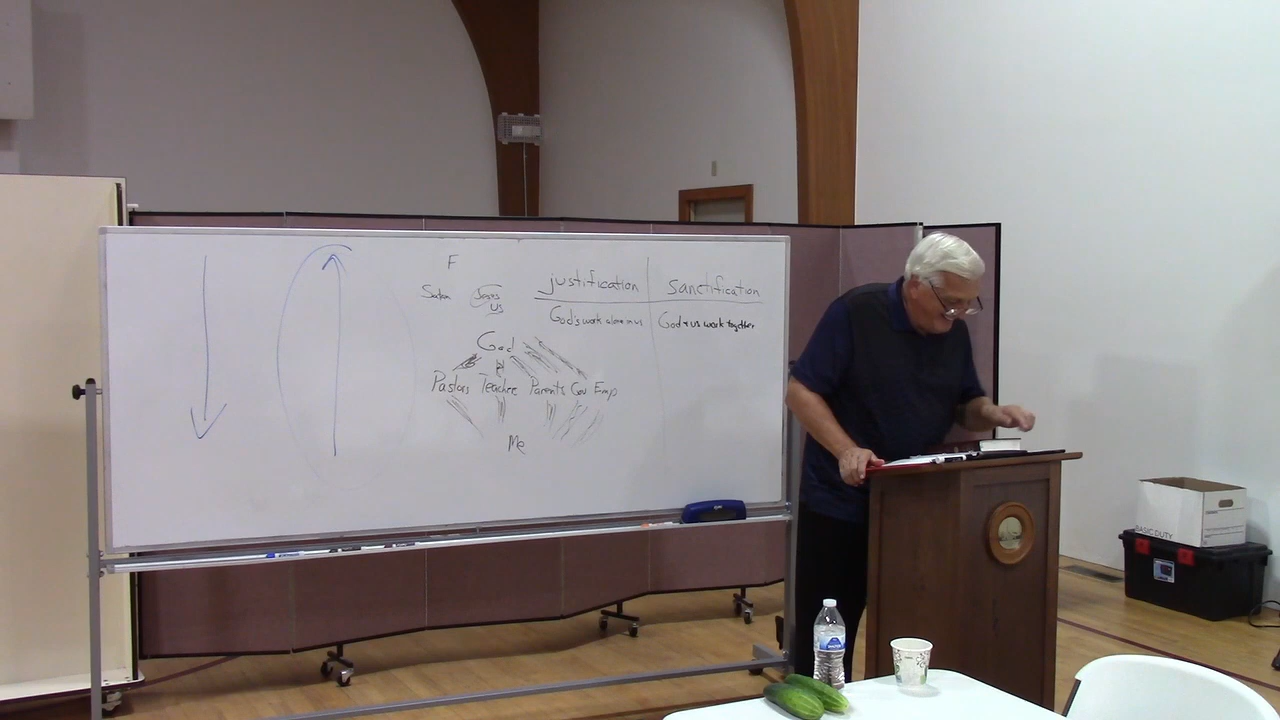 F
Satan Jesus
us
justification sanctification
God's work alone in us God + us work together
God
Pastors Teacher Parents Gov Emp
Me
BASIC DUTY